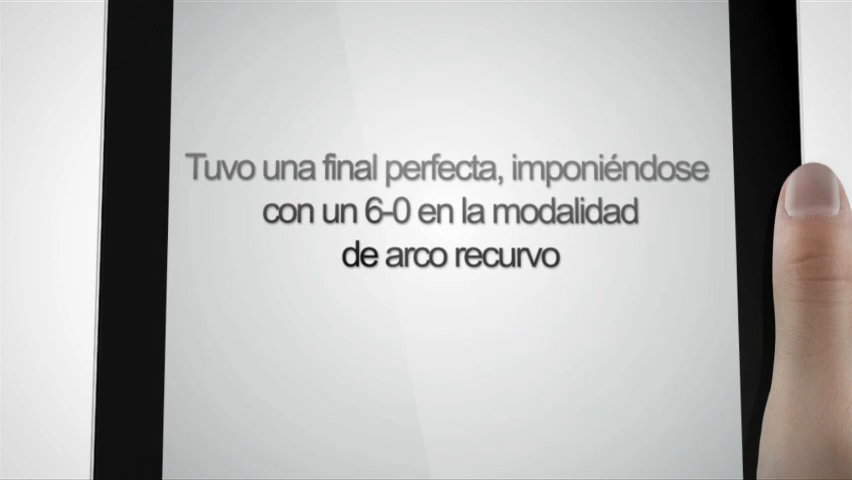 Tuvo una final perfecta, imponiéndose
con un 6-0 en la modalidad
de arco recurvo